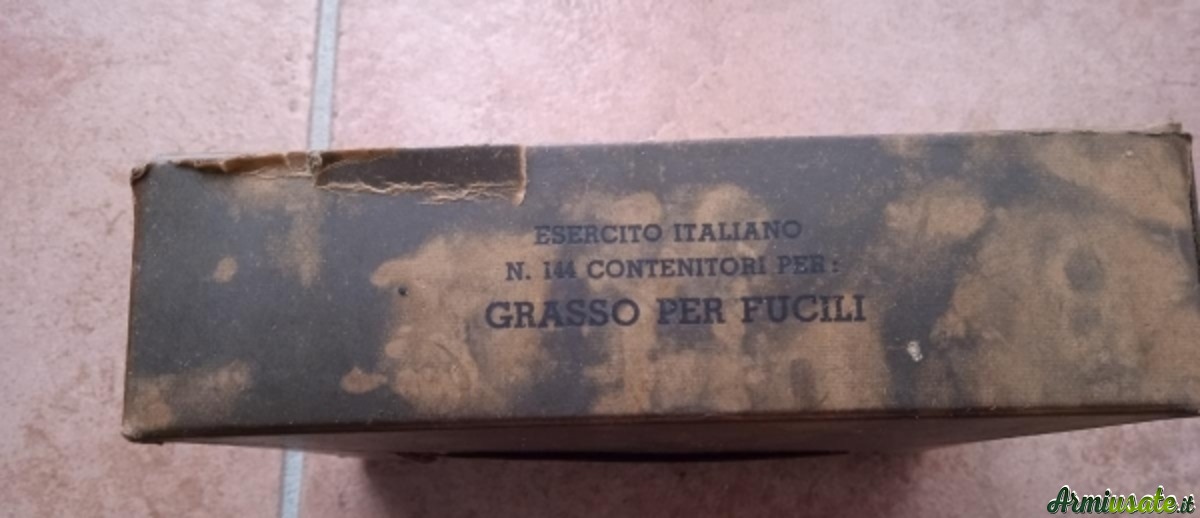 ESERCITO ITALIANO
N. 144 CONTENITORI PER:
GRASSO PER FUCILI
Armiusate.it